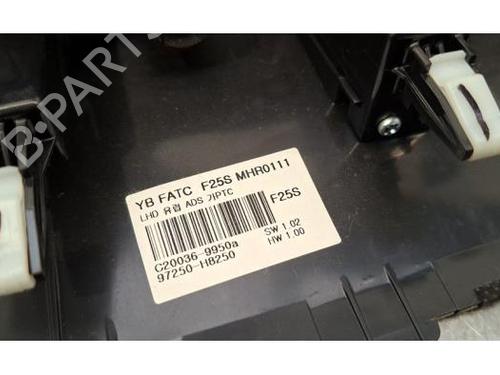 B-PARTS
YB FATC F25S MHR0111
LHD 유럽 ADS 기PTC
F25S
C20036-9950a
SW 1.02
97250-H8250
HW 1.00